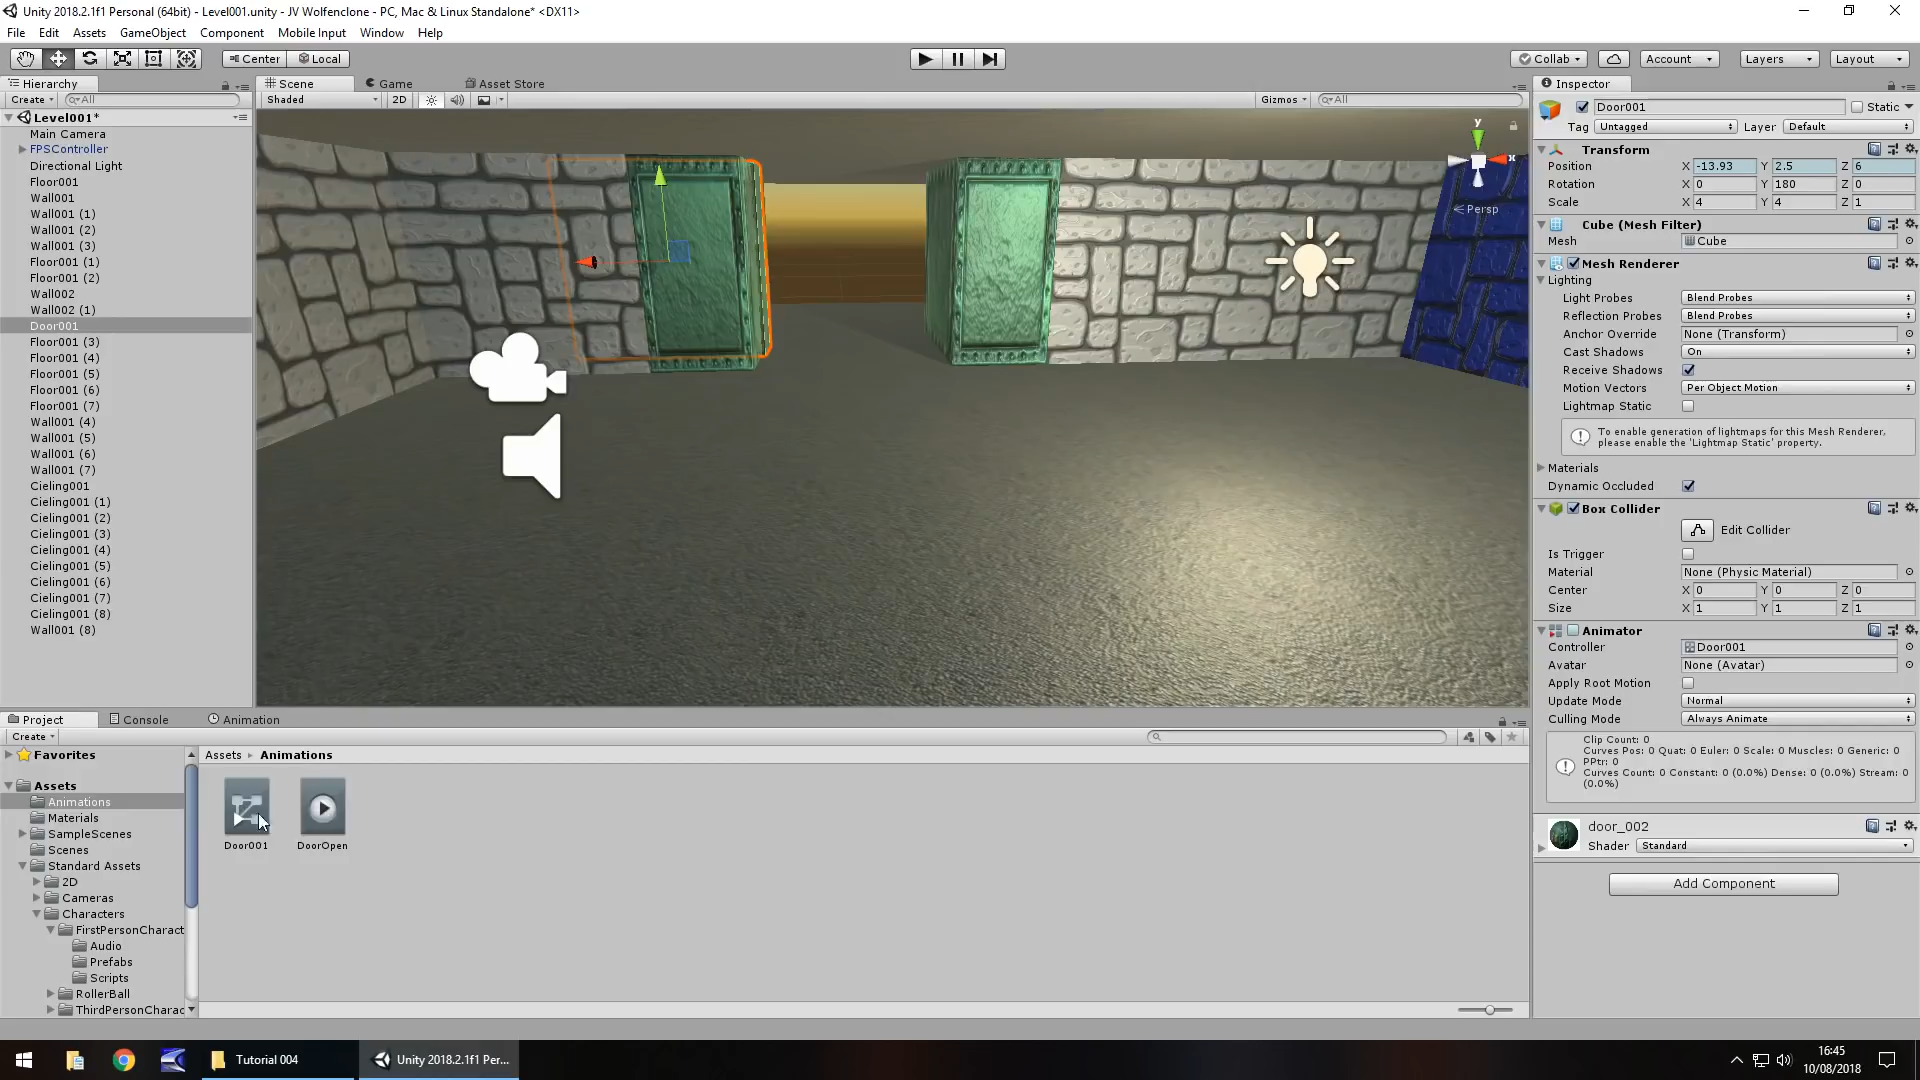 Unity 2018.2.1f1 Personal (64bit) - Level001.unity - JV Wolfenclone - PC, Mac & Linux Standalone* <DX11>
File Edit Assets GameObject Component Mobile Input Window Help
Center Local Collab Account Layers Layout
Hierarchy
Create All
Level001*
Main Camera
FPSController
Directional Light
Floor001
Wall001
Wall001 (1)
Wall001 (2)
Wall001 (3)
Floor001 (1)
Floor001 (2)
Wall002
Wall002 (1)
Door001
Floor001 (3)
Floor001 (4)
Floor001 (5)
Floor001 (6)
Floor001 (7)
Wall001 (4)
Wall001 (5)
Wall001 (6)
Wall001 (7)
Cieling001
Cieling001 (1)
Cieling001 (2)
Cieling001 (3)
Cieling001 (4)
Cieling001 (5)
Cieling001 (6)
Cieling001 (7)
Cieling001 (8)
Wall001 (8)
Scene Game Asset Store
Shaded 2D Gizmos All
y
x
Persp
Inspector
Door001 Static
Tag Untagged Layer Default
Transform
Position X -13.93 Y 2.5 Z 6
Rotation X 0 Y 180 Z 0
Scale X 4 Y 4 Z 1
Cube (Mesh Filter)
Mesh Cube
Mesh Renderer
Lighting
Light Probes Blend Probes
Reflection Probes Blend Probes
Anchor Override None (Transform)
Cast Shadows On
Receive Shadows
Motion Vectors Per Object Motion
Lightmap Static
To enable generation of lightmaps for this Mesh Renderer,
please enable the 'Lightmap Static' property.
Materials
Dynamic Occluded
Box Collider
Edit Collider
Is Trigger
Material None (Physic Material)
Center X 0 Y 0 Z 0
Size X 1 Y 1 Z 1
Animator
Controller Door001
Avatar None (Avatar)
Apply Root Motion
Update Mode Normal
Culling Mode Always Animate
Clip Count: 0
Curves Pos: 0 Quat: 0 Euler: 0 Scale: 0 Muscles: 0 Generic: 0
PPtr: 0
Curves Count: 0 Constant: 0 (0.0%) Dense: 0 (0.0%) Stream: 0
(0.0%)
door_002
Shader Standard
Add Component
Project Console Animation
Create
Favorites
Assets
Animations
Materials
SampleScenes
Scenes
Standard Assets
2D
Cameras
Characters
FirstPersonCharact
Audio
Prefabs
Scripts
RollerBall
ThirdPersonCharac
Assets Animations
Door001 DoorOpen
Tutorial 004
Unity 2018.2.1f1 Per...
16:45
10/08/2018